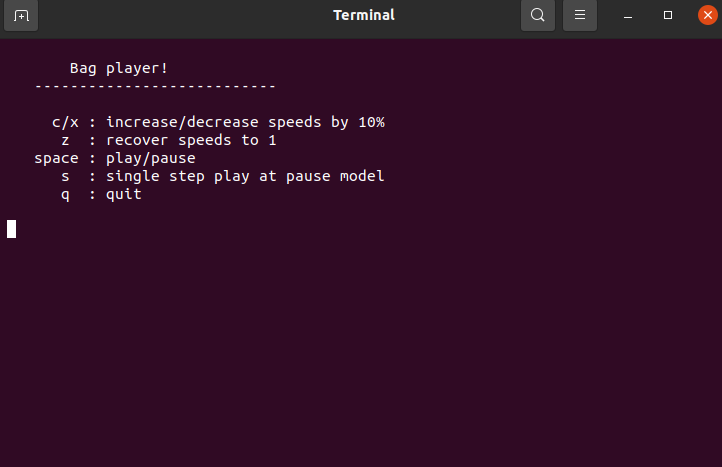 Terminal
Bag player!
---------------------------
c/x : increase/decrease speeds by 10%
z : recover speeds to 1
space : play/pause
s : single step play at pause model
q : quit